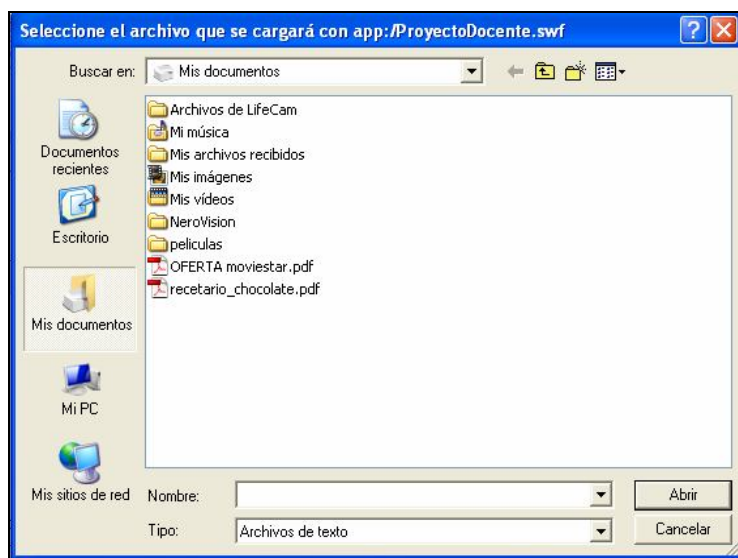 Seleccione el archivo que se cargará con app:/ProyectoDocente.swf
Buscar en:
Mis documentos
Documentos
recientes
Escritorio
Mis documentos
Mi PC
Mis sitios de red
Archivos de LifeCam
Mi música
Mis archivos recibidos
Mis imágenes
Mis vídeos
NeroVision
peliculas
OFERTA moviestar.pdf
recetario_chocolate.pdf
Nombre:
Abrir
Tipo:
Archivos de texto
Cancelar